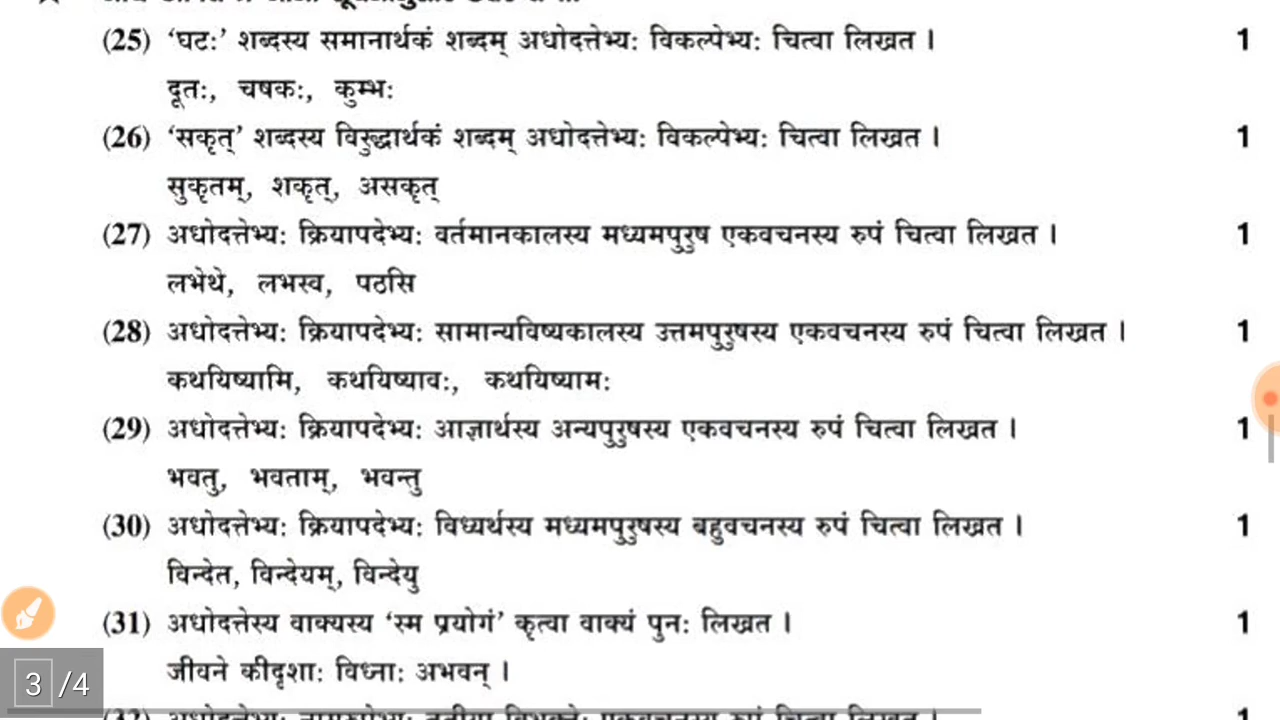 (25) ‘घटः’ शब्दस्य समानार्थकं शब्दम् अधोदत्तेभ्यः विकल्पेभ्यः चित्वा लिखत । 1
दूतः, चषकः, कुम्भः
(26) ‘सकृत्’ शब्दस्य विरुद्धार्थकं शब्दम् अधोदत्तेभ्यः विकल्पेभ्यः चित्वा लिखत । 1
सुकृतम्, शकृत्, असकृत्
(27) अधोदत्तेभ्यः क्रियापदेभ्यः वर्तमानकालस्य मध्यमपुरुष एकवचनस्य रुपं चित्वा लिखत । 1
लभेथे, लभस्व, पठसि
(28) अधोदत्तेभ्यः क्रियापदेभ्यः सामान्यविष्यकालस्य उत्तमपुरुषस्य एकवचनस्य रुपं चित्वा लिखत । 1
कथयिष्यामि, कथयिष्यावः, कथयिष्यामः
(29) अधोदत्तेभ्यः क्रियापदेभ्यः आज्ञार्थस्य अन्यपुरुषस्य एकवचनस्य रुपं चित्वा लिखत । 1
भवतु, भवताम्, भवन्तु
(30) अधोदत्तेभ्यः क्रियापदेभ्यः विध्यर्थस्य मध्यमपुरुषस्य बहुवचनस्य रुपं चित्वा लिखत । 1
विन्देत, विन्देयम्, विन्देयु
(31) अधोदत्तेस्य वाक्यस्य ‘स्म प्रयोगं’ कृत्वा वाक्यं पुनः लिखत । 1
जीवने कीदृशाः विघ्नाः अभवन् ।
3 /4